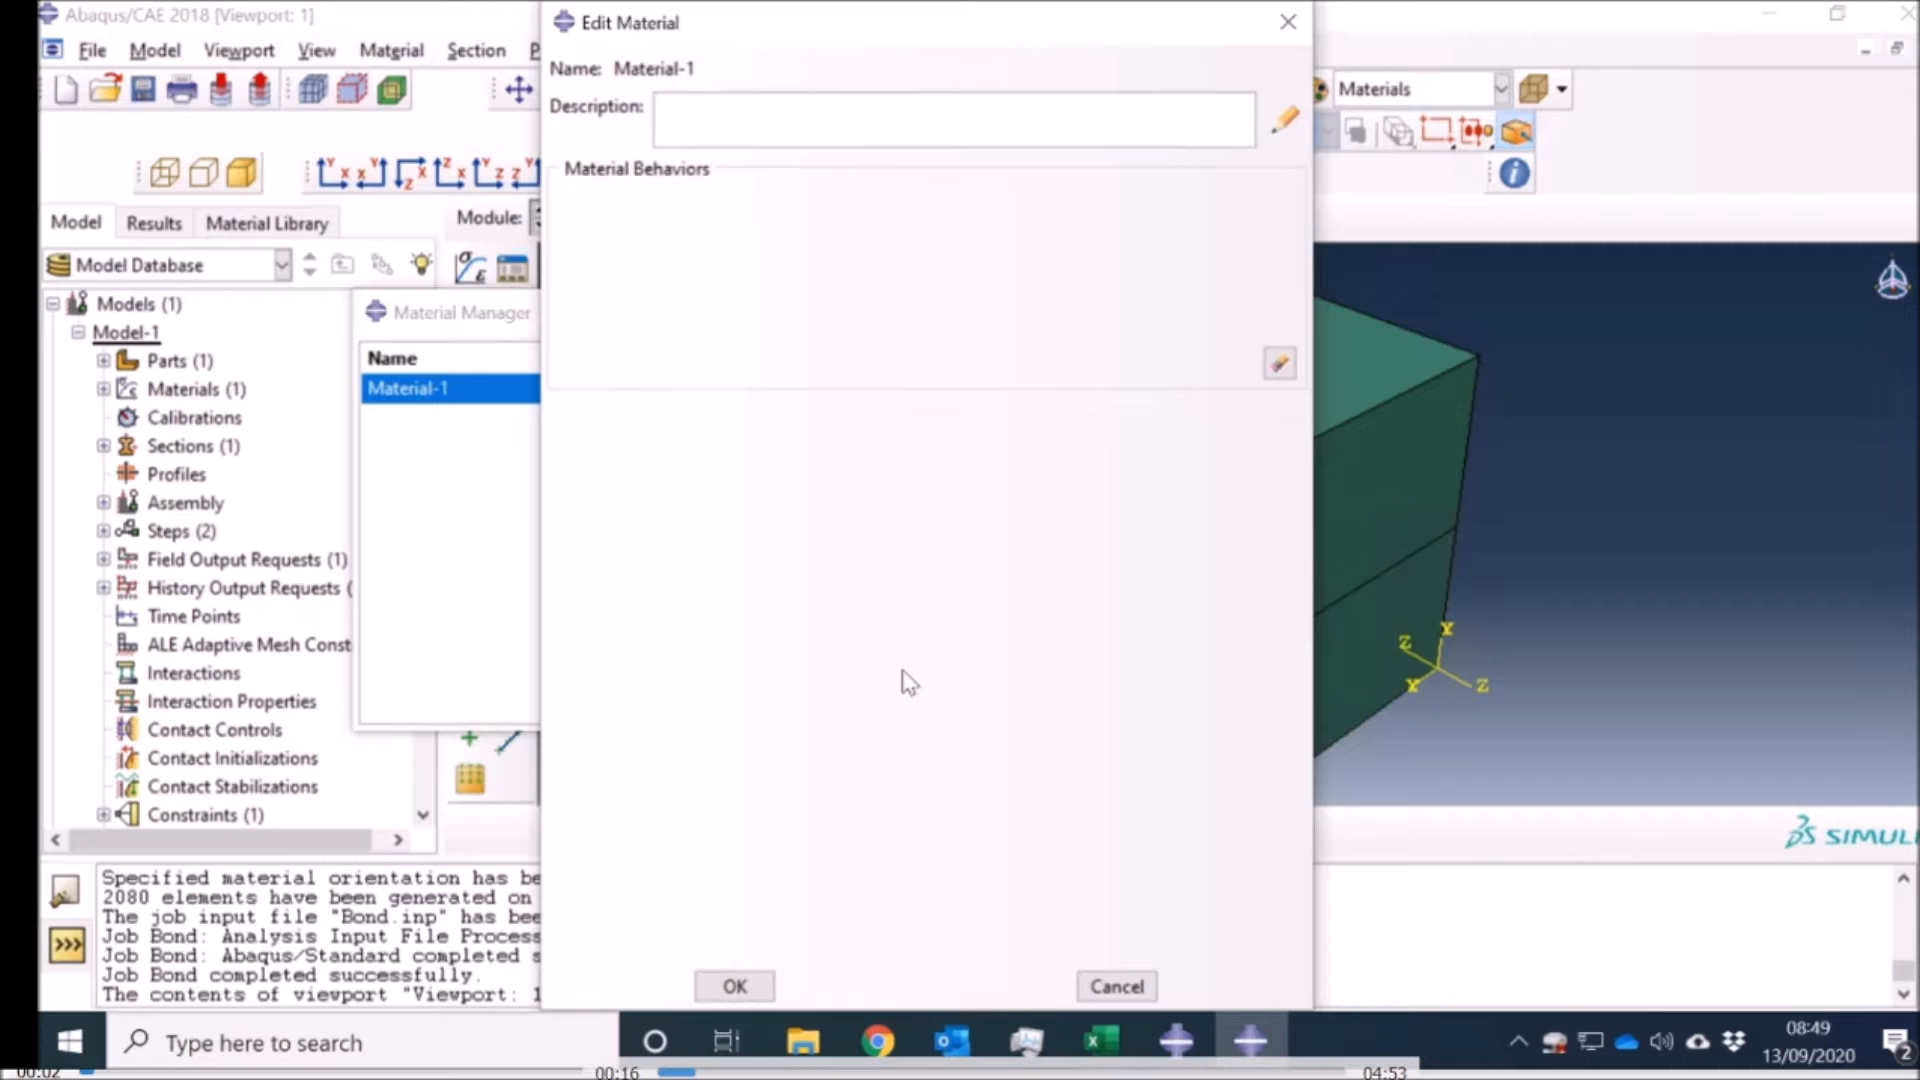 Abaqus/CAE 2018 [Viewport: 1]
File Model Viewport View Material Section P
Edit Material
Name: Material-1
Description:
Material Behaviors
Materials
Model Results Material Library
Module:
Model Database
Models (1)
Model-1
Parts (1)
Materials (1)
Calibrations
Sections (1)
Profiles
Assembly
Steps (2)
Field Output Requests (1)
History Output Requests (
Time Points
ALE Adaptive Mesh Const
Interactions
Interaction Properties
Contact Controls
Contact Initializations
Contact Stabilizations
Constraints (1)
Material Manager
Name
Material-1
Z Y
X Z
SIMUL
Specified material orientation has be
2080 elements have been generated on
The job input file "Bond.inp" has bee
Job Bond: Analysis Input File Process
Job Bond: Abaqus/Standard completed s
Job Bond completed successfully.
The contents of viewport "Viewport: 1
OK Cancel
Type here to search
08:49
13/09/2020
2
00:02 00:16 04:53